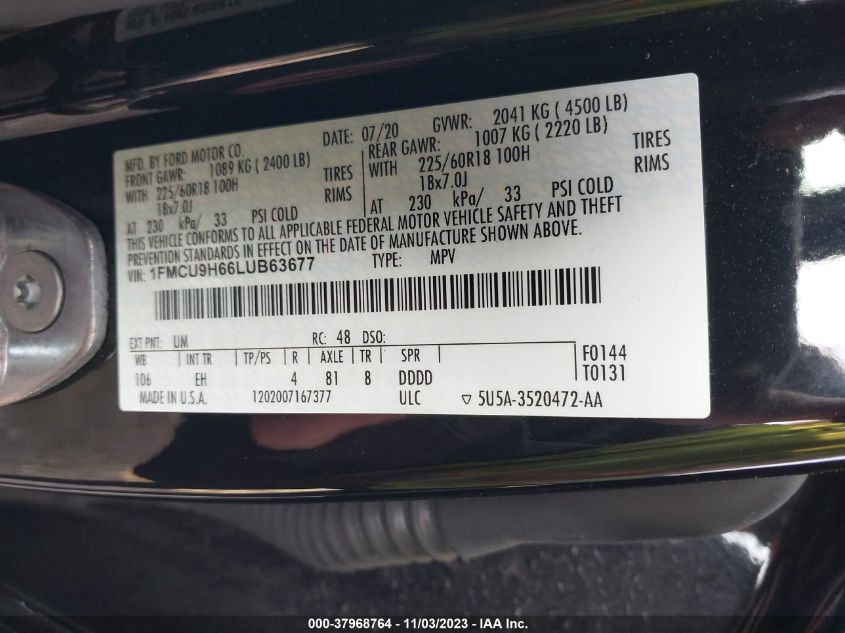 MFD. BY FORD MOTOR CO.
DATE: 07/20 GVWR: 2041 KG ( 4500 LB)
FRONT GAWR: 1089 KG ( 2400 LB) REAR GAWR: 1007 KG ( 2220 LB)
WITH 225/60R18 100H TIRES WITH 225/60R18 100H TIRES
18x7.0J RIMS 18x7.0J RIMS
AT 230 kPa/ 33 PSI COLD AT 230 kPa/ 33 PSI COLD
THIS VEHICLE CONFORMS TO ALL APPLICABLE FEDERAL MOTOR VEHICLE SAFETY AND THEFT
PREVENTION STANDARDS IN EFFECT ON THE DATE OF MANUFACTURE SHOWN ABOVE.
VIN: 1FMCU9H66LUB63677 TYPE: MPV
EXT PNT: UM RC: 48 DSO:
WB INT TR TP/PS R AXLE TR SPR F0144
106 EH 4 81 8 DDDD T0131
MADE IN U.S.A. 1202007167377 ULC ▽ 5U5A-3520472-AA
000-37968764 - 11/03/2023 - IAA Inc.